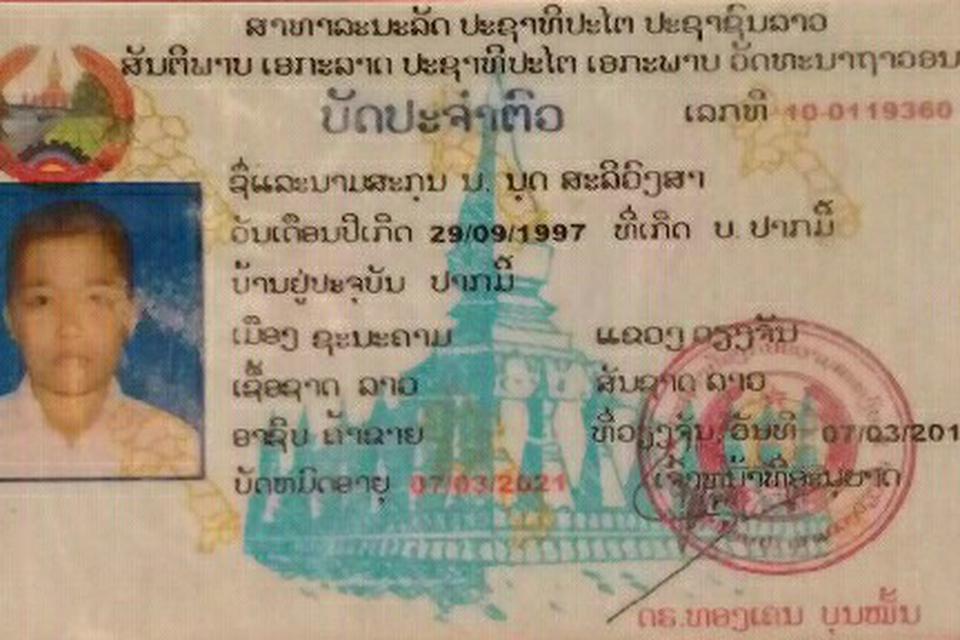 ສາທາລະນະລັດ ປະຊາທິປະໄຕ ປະຊາຊົນລາວ
ສັນຕິພາບ ເອກະລາດ ປະຊາທິປະໄຕ ເອກະພາບ ວັດທະນາຖາວອນ
ບັດປະຈຳຕົວ ເລກທີ 10-0119360
ຊື່ແລະນາມສະກຸນ ນ. ນຸດ ສະລິວົງສາ
ວັນເດືອນປີເກີດ 29/09/1997 ທີ່ເກີດ ບ. ປາກມີ້
ບ້ານຢູ່ປະຈຸບັນ ປາກມີ້
ເມືອງ ຊະນະຄາມ ແຂວງ ວຽງຈັນ
ເຊື້ອຊາດ ລາວ ສັນຊາດ ລາວ
ອາຊີບ ຄ້າຂາຍ ທີ່ວຽງຈັນ, ວັນທີ 07/03/201
ບັດຫມົດອາຍຸ 07/03/2021 ເຈົ້າຫນ້າທີ່ອະນຸຍາດ
ດຣ.ທອງເຄນ ບຸນໝັ້ນ